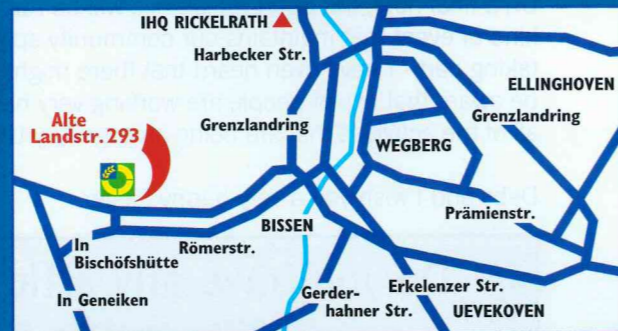 IHQ RICKELRATH
Harbecker Str.
ELLINGHOVEN
Alte
Landstr.293
Grenzlandring
Grenzlandring
WEGBERG
Prämienstr.
BISSEN
In
Bischöfshütte
Römerstr.
In Geneiken
Gerder-
hahner Str.
Erkelenzer Str.
UEVEKOVEN